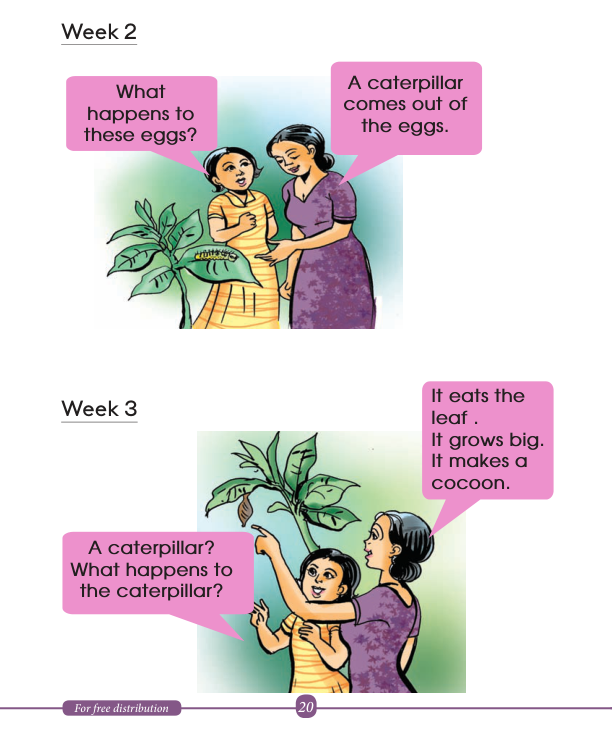 Week 2
What
happens to
these eggs?
A caterpillar
comes out of
the eggs.
Week 3
It eats the
leaf .
It grows big.
It makes a
cocoon.
A caterpillar?
What happens to
the caterpillar?
For free distribution
20